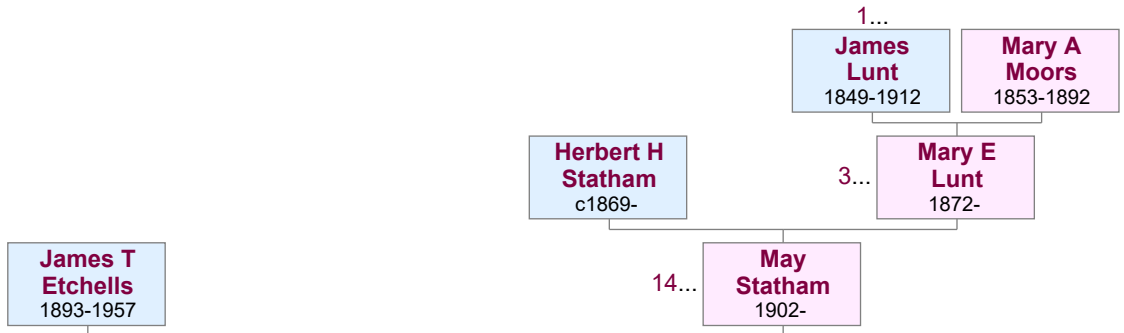 1...
James
Lunt
1849-1912
Mary A
Moors
1853-1892
Herbert H
Statham
c1869-
3...
Mary E
Lunt
1872-
James T
Etchells
1893-1957
14...
May
Statham
1902-